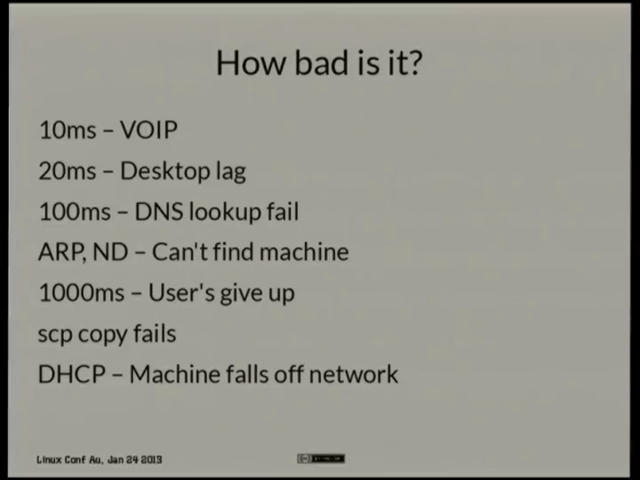 How bad is it?
10ms – VOIP
20ms – Desktop lag
100ms – DNS lookup fail
ARP, ND – Can't find machine
1000ms – User's give up
scp copy fails
DHCP – Machine falls off network
Linux Conf Au, Jan 24 2013